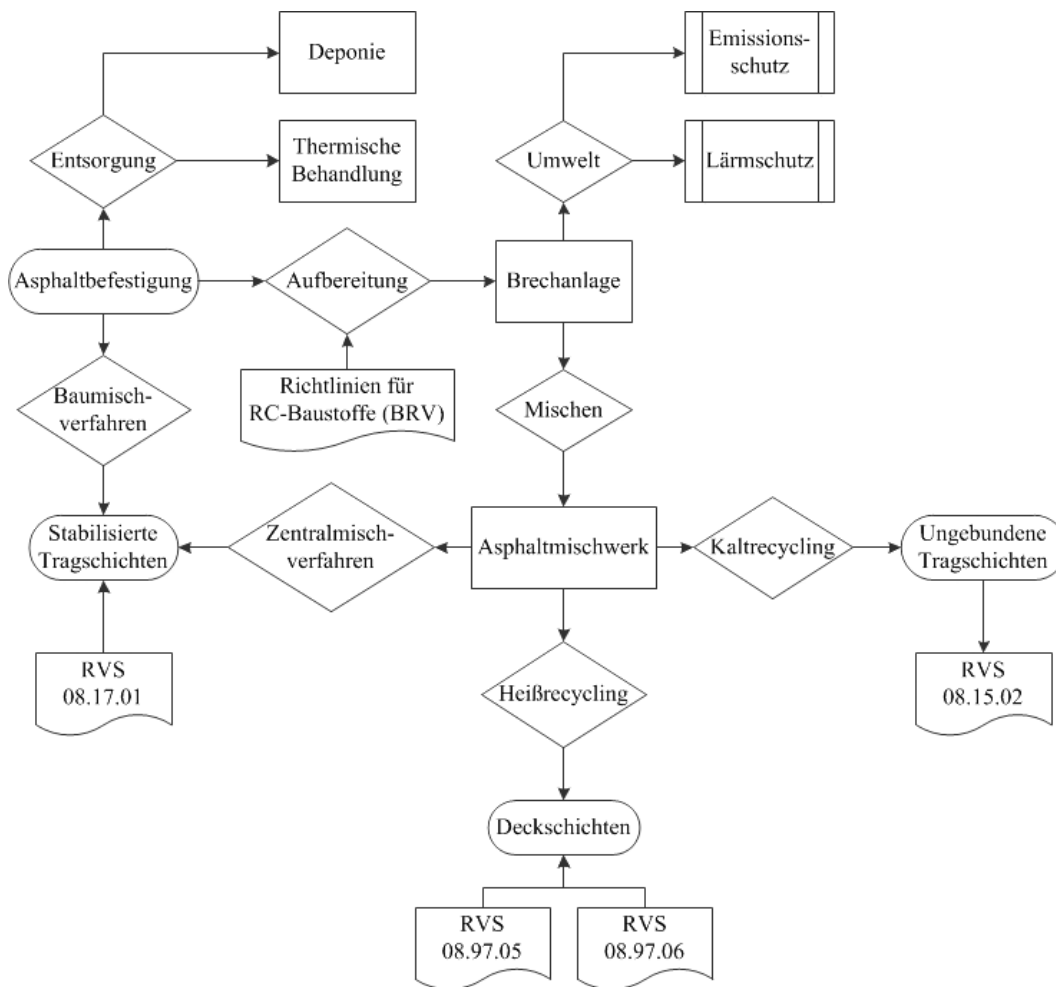 Deponie
Emissions-
schutz
Entsorgung
Thermische
Behandlung
Umwelt
Lärmschutz
Asphaltbefestigung
Aufbereitung
Brechanlage
Baumisch-
verfahren
Richtlinien für
RC-Baustoffe (BRV)
Mischen
Stabilisierte
Tragschichten
Zentralmisch-
verfahren
Asphaltmischwerk
Kaltrecycling
Ungebundene
Tragschichten
RVS
08.17.01
Heißrecycling
RVS
08.15.02
Deckschichten
RVS
08.97.05
RVS
08.97.06